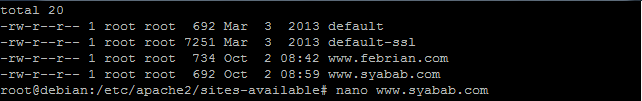 total 20
-rw-r--r-- 1 root root  692 Mar  3  2013 default
-rw-r--r-- 1 root root 7251 Mar  3  2013 default-ssl
-rw-r--r-- 1 root root  734 Oct  2 08:42 www.febrian.com
-rw-r--r-- 1 root root  692 Oct  2 08:59 www.syabab.com
root@debian:/etc/apache2/sites-available# nano www.syabab.com